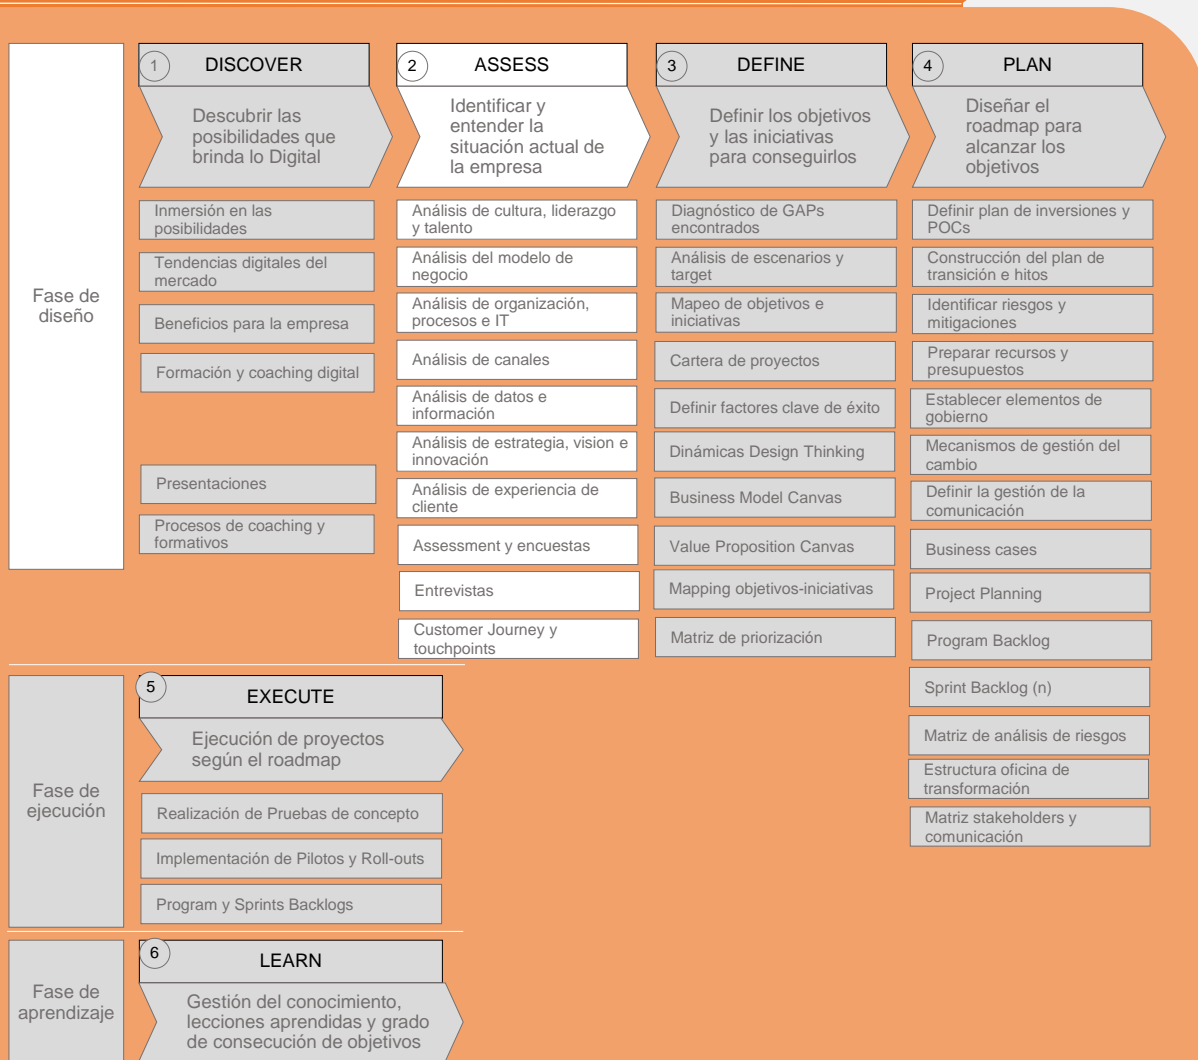 Fase de
diseño
1
DISCOVER
Descubrir las
posibilidades que
brinda lo Digital
Inmersión en las
posibilidades
Tendencias digitales del
mercado
Beneficios para la empresa
Formación y coaching digital
Presentaciones
Procesos de coaching y
formativos
2
ASSESS
Identificar y
entender la
situación actual de
la empresa
Análisis de cultura, liderazgo
y talento
Análisis del modelo de
negocio
Análisis de organización,
procesos e IT
Análisis de canales
Análisis de datos e
información
Análisis de estrategia, vision e
innovación
Análisis de experiencia de
cliente
Assessment y encuestas
Entrevistas
Customer Journey y
touchpoints
3
DEFINE
Definir los objetivos
y las iniciativas
para conseguirlos
Diagnóstico de GAPs
encontrados
Análisis de escenarios y
target
Mapeo de objetivos e
iniciativas
Cartera de proyectos
Definir factores clave de éxito
Dinámicas Design Thinking
Business Model Canvas
Value Proposition Canvas
Mapping objetivos-iniciativas
Matriz de priorización
4
PLAN
Diseñar el
roadmap para
alcanzar los
objetivos
Definir plan de inversiones y
POCs
Construcción del plan de
transición e hitos
Identificar riesgos y
mitigaciones
Preparar recursos y
presupuestos
Establecer elementos de
gobierno
Mecanismos de gestión del
cambio
Definir la gestión de la
comunicación
Business cases
Project Planning
Program Backlog
Sprint Backlog (n)
Matriz de análisis de riesgos
Estructura oficina de
transformación
Matriz stakeholders y
comunicación
Fase de
ejecución
5
EXECUTE
Ejecución de proyectos
según el roadmap
Realización de Pruebas de concepto
Implementación de Pilotos y Roll-outs
Program y Sprints Backlogs
Fase de
aprendizaje
6
LEARN
Gestión del conocimiento,
lecciones aprendidas y grado
de consecución de objetivos